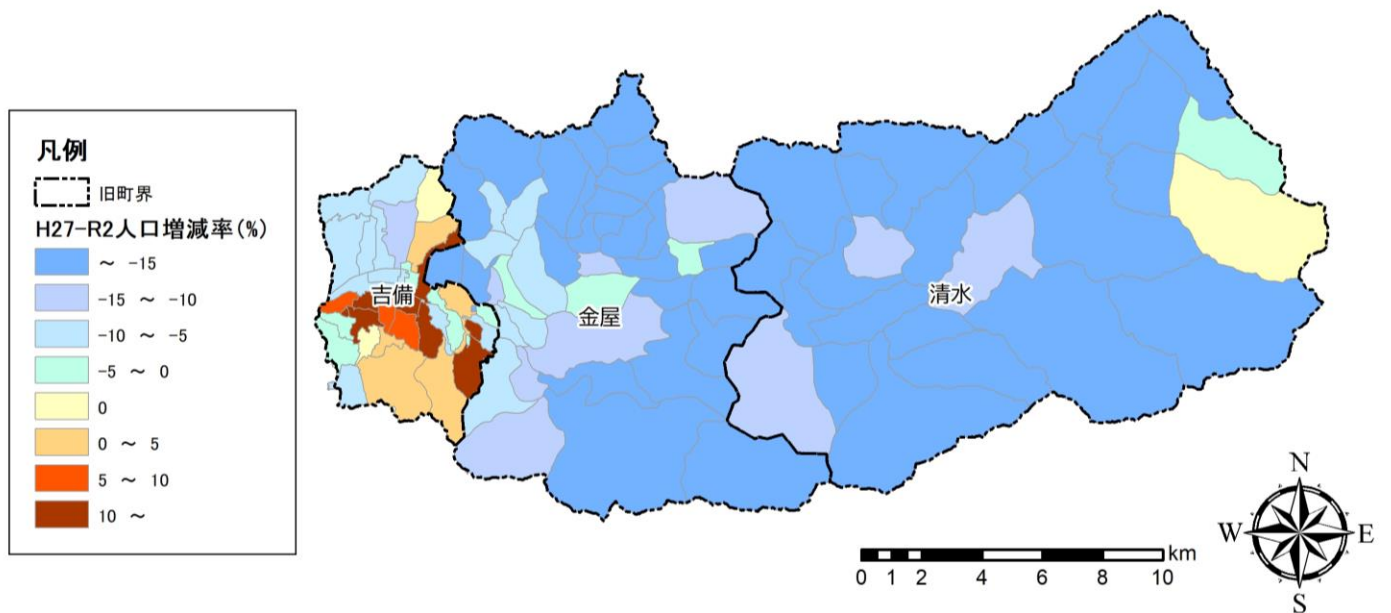 凡例
旧町界
H27-R2人口増減率(%)
～ -15
-15 ～ -10
-10 ～ -5
-5 ～ 0
0
0 ～ 5
5 ～ 10
10 ～
吉備
金屋
清水
N
W
E
S
km
0 1 2 4 6 8 10